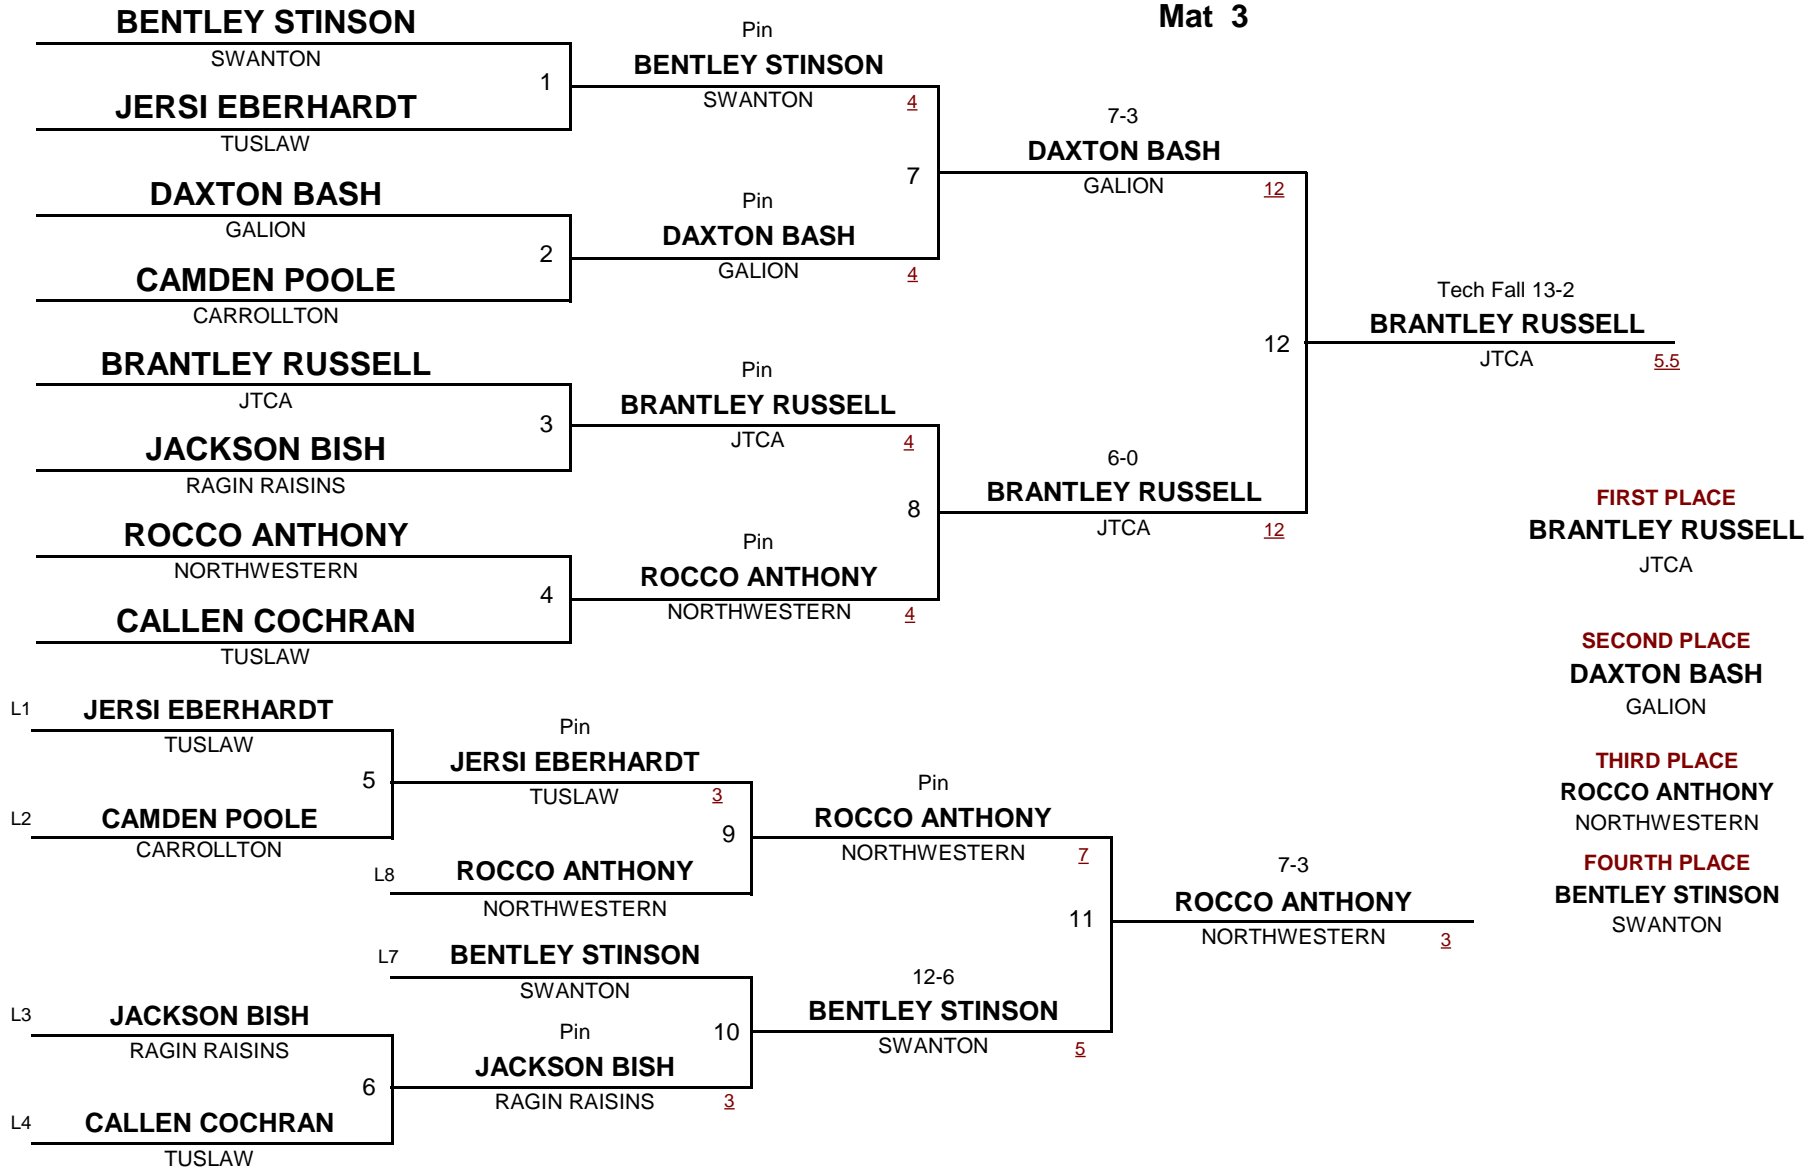 Mat 3
BENTLEY STINSON
SWANTON
1
JERSI EBERHARDT
TUSLAW
DAXTON BASH
GALION
2
CAMDEN POOLE
CARROLLTON
BRANTLEY RUSSELL
JTCA
3
JACKSON BISH
RAGIN RAISINS
ROCCO ANTHONY
NORTHWESTERN
4
CALLEN COCHRAN
TUSLAW
Pin
BENTLEY STINSON
SWANTON 4
7
Pin
DAXTON BASH
GALION 4
Pin
BRANTLEY RUSSELL
JTCA 4
8
Pin
ROCCO ANTHONY
NORTHWESTERN 4
7-3
DAXTON BASH
GALION 12
12
6-0
BRANTLEY RUSSELL
JTCA 12
Tech Fall 13-2
BRANTLEY RUSSELL
JTCA 5.5
L1 JERSI EBERHARDT
TUSLAW
5
L2 CAMDEN POOLE
CARROLLTON
Pin
JERSI EBERHARDT
TUSLAW 3
9
L8 ROCCO ANTHONY
NORTHWESTERN
L7 BENTLEY STINSON
SWANTON
10
L3 JACKSON BISH
RAGIN RAISINS
6
L4 CALLEN COCHRAN
TUSLAW
Pin
JACKSON BISH
RAGIN RAISINS 3
Pin
ROCCO ANTHONY
NORTHWESTERN 7
11
12-6
BENTLEY STINSON
SWANTON 5
7-3
ROCCO ANTHONY
NORTHWESTERN 3
FIRST PLACE
BRANTLEY RUSSELL
JTCA
SECOND PLACE
DAXTON BASH
GALION
THIRD PLACE
ROCCO ANTHONY
NORTHWESTERN
FOURTH PLACE
BENTLEY STINSON
SWANTON